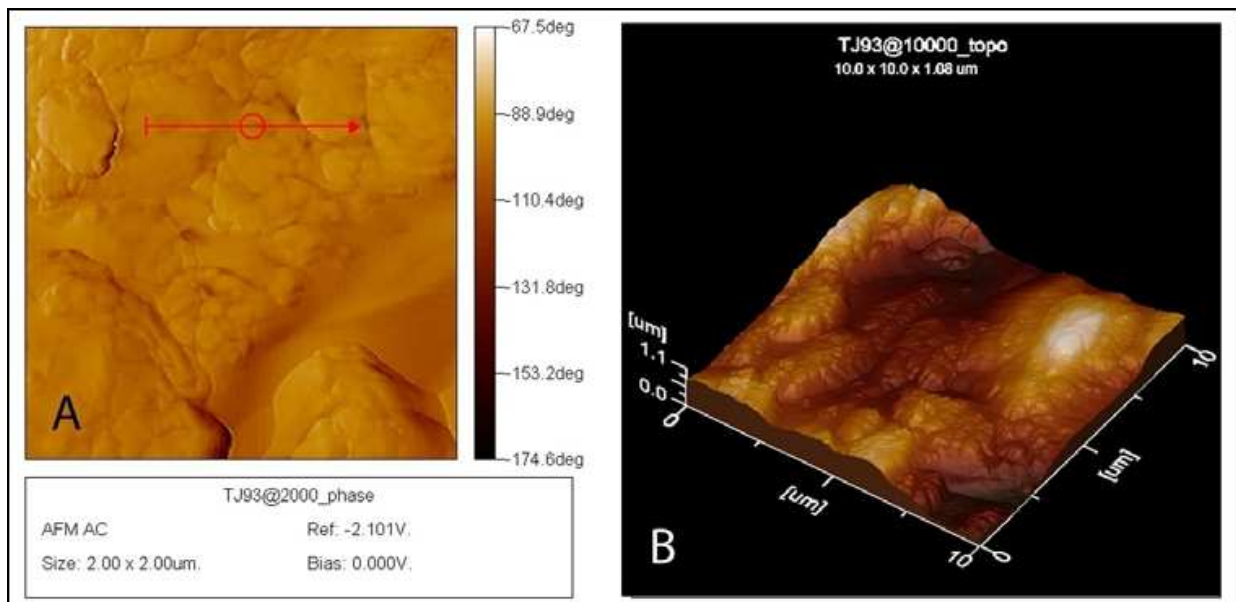 -67.5deg
-88.9deg
-110.4deg
-131.8deg
-153.2deg
-174.6deg
A
TJ93@2000_phase
AFM AC Ref: -2.101V.
Size: 2.00 x 2.00um. Bias: 0.000V.
TJ93@10000_topo
10.0 x 10.0 x 1.08 um
[um]
1.1
0.0
0
[um]
10
0
[um]
10
B